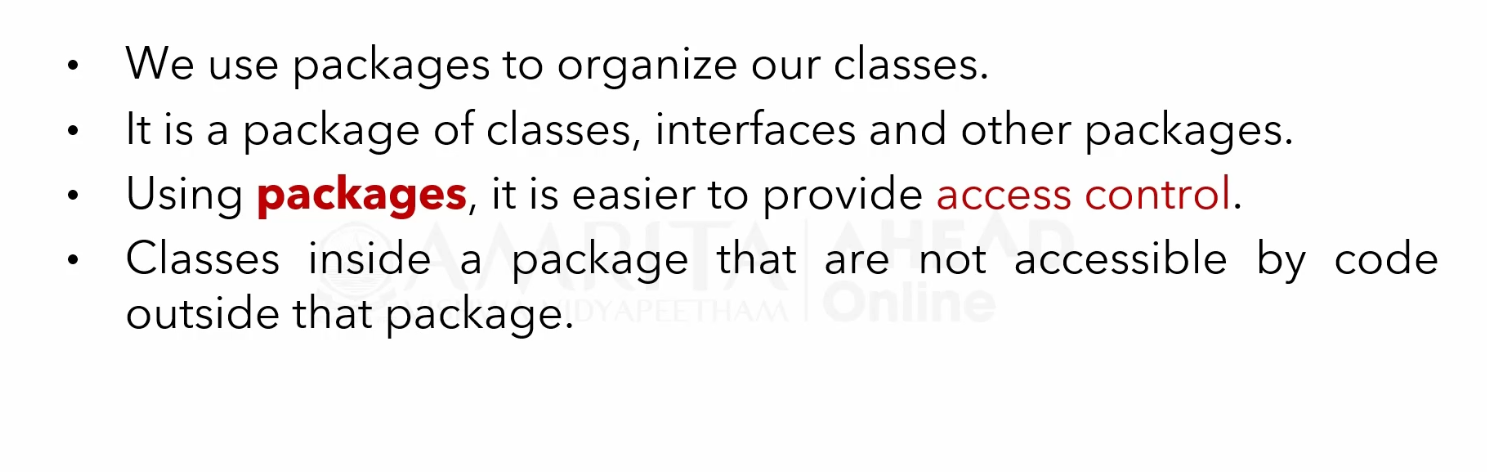 • We use packages to organize our classes.
• It is a package of classes, interfaces and other packages.
• Using packages, it is easier to provide access control.
• Classes inside a package that are not accessible by code
outside that package.
AMRITA AHEAD
VIDYAPEETHAM Online